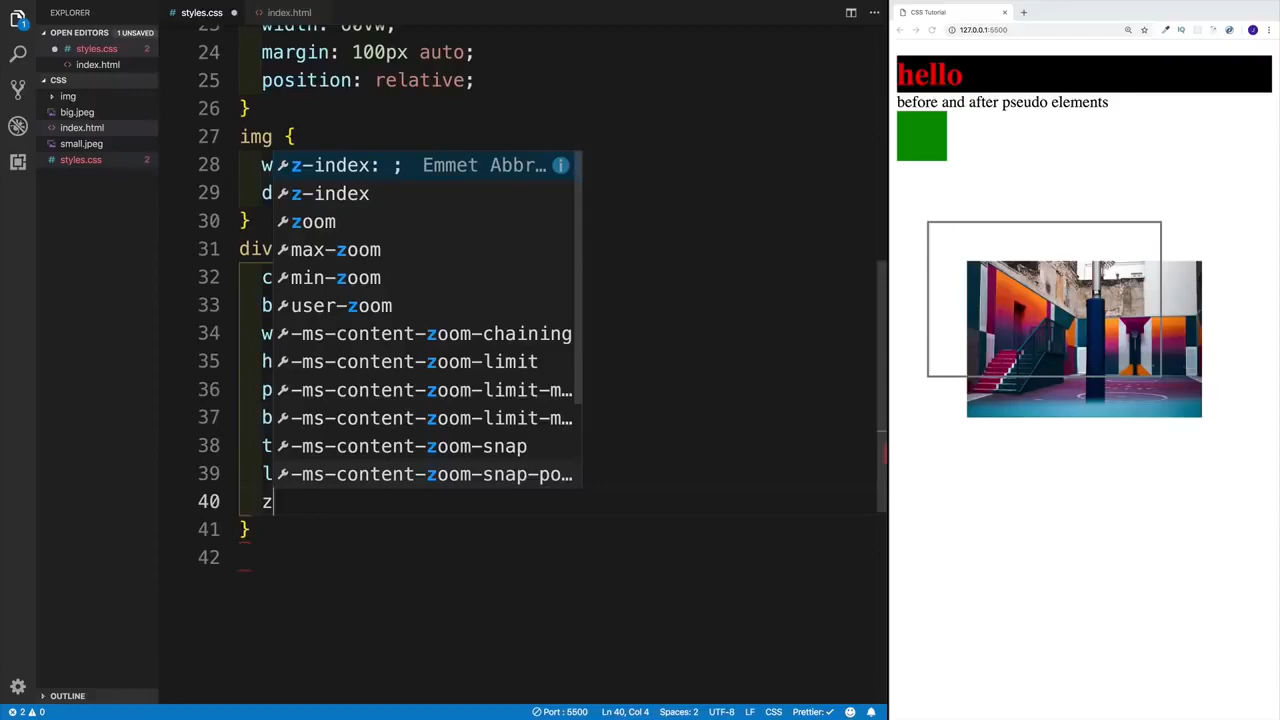 EXPLORER
OPEN EDITORS 1 UNSAVED
styles.css 2
index.html
CSS
img
big.jpeg
index.html
small.jpeg
styles.css 2
OUTLINE
styles.css
index.html
24 margin: 100px auto;
25 position: relative;
26 }
27 img {
28 w
29 d
30 }
31 div
32 c
33 b
34 w
35 h
36 p
37 b
38 t
39 l
40 z
41 }
42
z-index: ; Emmet Abbr…
z-index
zoom
max-zoom
min-zoom
user-zoom
-ms-content-zoom-chaining
-ms-content-zoom-limit
-ms-content-zoom-limit-m…
-ms-content-zoom-limit-m…
-ms-content-zoom-snap
-ms-content-zoom-snap-po…
2 0
Port : 5500
Ln 40, Col 4
Spaces: 2
UTF-8
LF
CSS
Prettier: ✓
CSS Tutorial
127.0.0.1:5500
hello
before and after pseudo elements